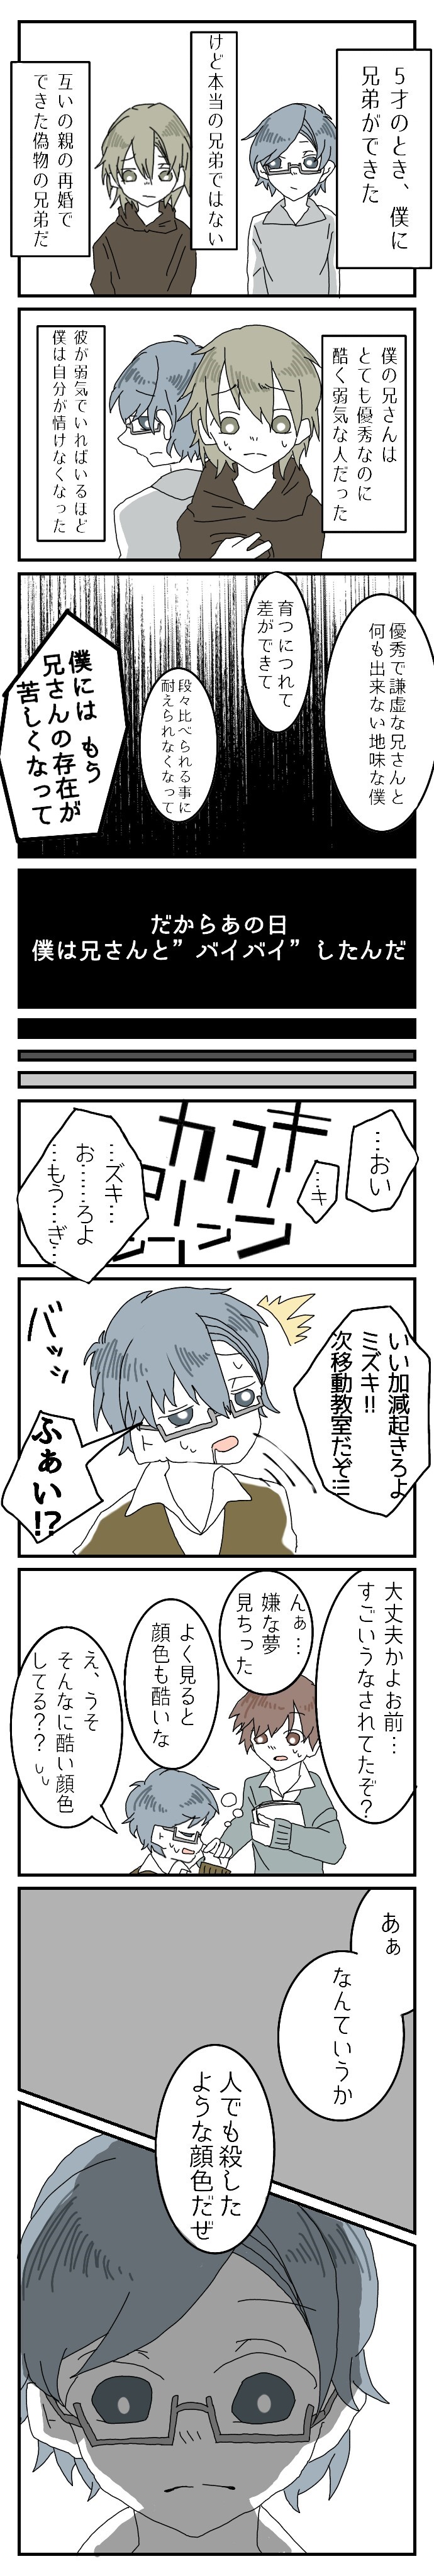 5才のとき、僕に
兄弟ができた
けど本当の兄弟ではない
互いの親の再婚で
できた偽物の兄弟だ
僕の兄さんは
とても優秀なのに
酷く弱気な人だった
彼が弱気でいればいるほど
僕は自分が情けなくなった
優秀で謙虚な兄さんと
何も出来ない地味な僕
育つにつれて
差ができて
段々比べられる事に
耐えられなくなって
僕には もう
兄さんの存在が
苦しくなって
だからあの日
僕は兄さんと”バイバイ”したんだ
…おい
…キ
キーン
コーン
カーン
コーン
…ズキ…
お……ろよ
…もう…ぎ…
いい加減起きろよ
ミズキ!!
次移動教室だぞ!!!
バッッ
ふぁい!?
大丈夫かよお前…
すごいうなされてたぞ?
んぁ…
嫌な夢
見ちった
よく見ると
顔色も酷いな
え、うそ
そんなに酷い顔色
してる??
あぁ
なんていうか
人でも殺した
ような顔色だぜ